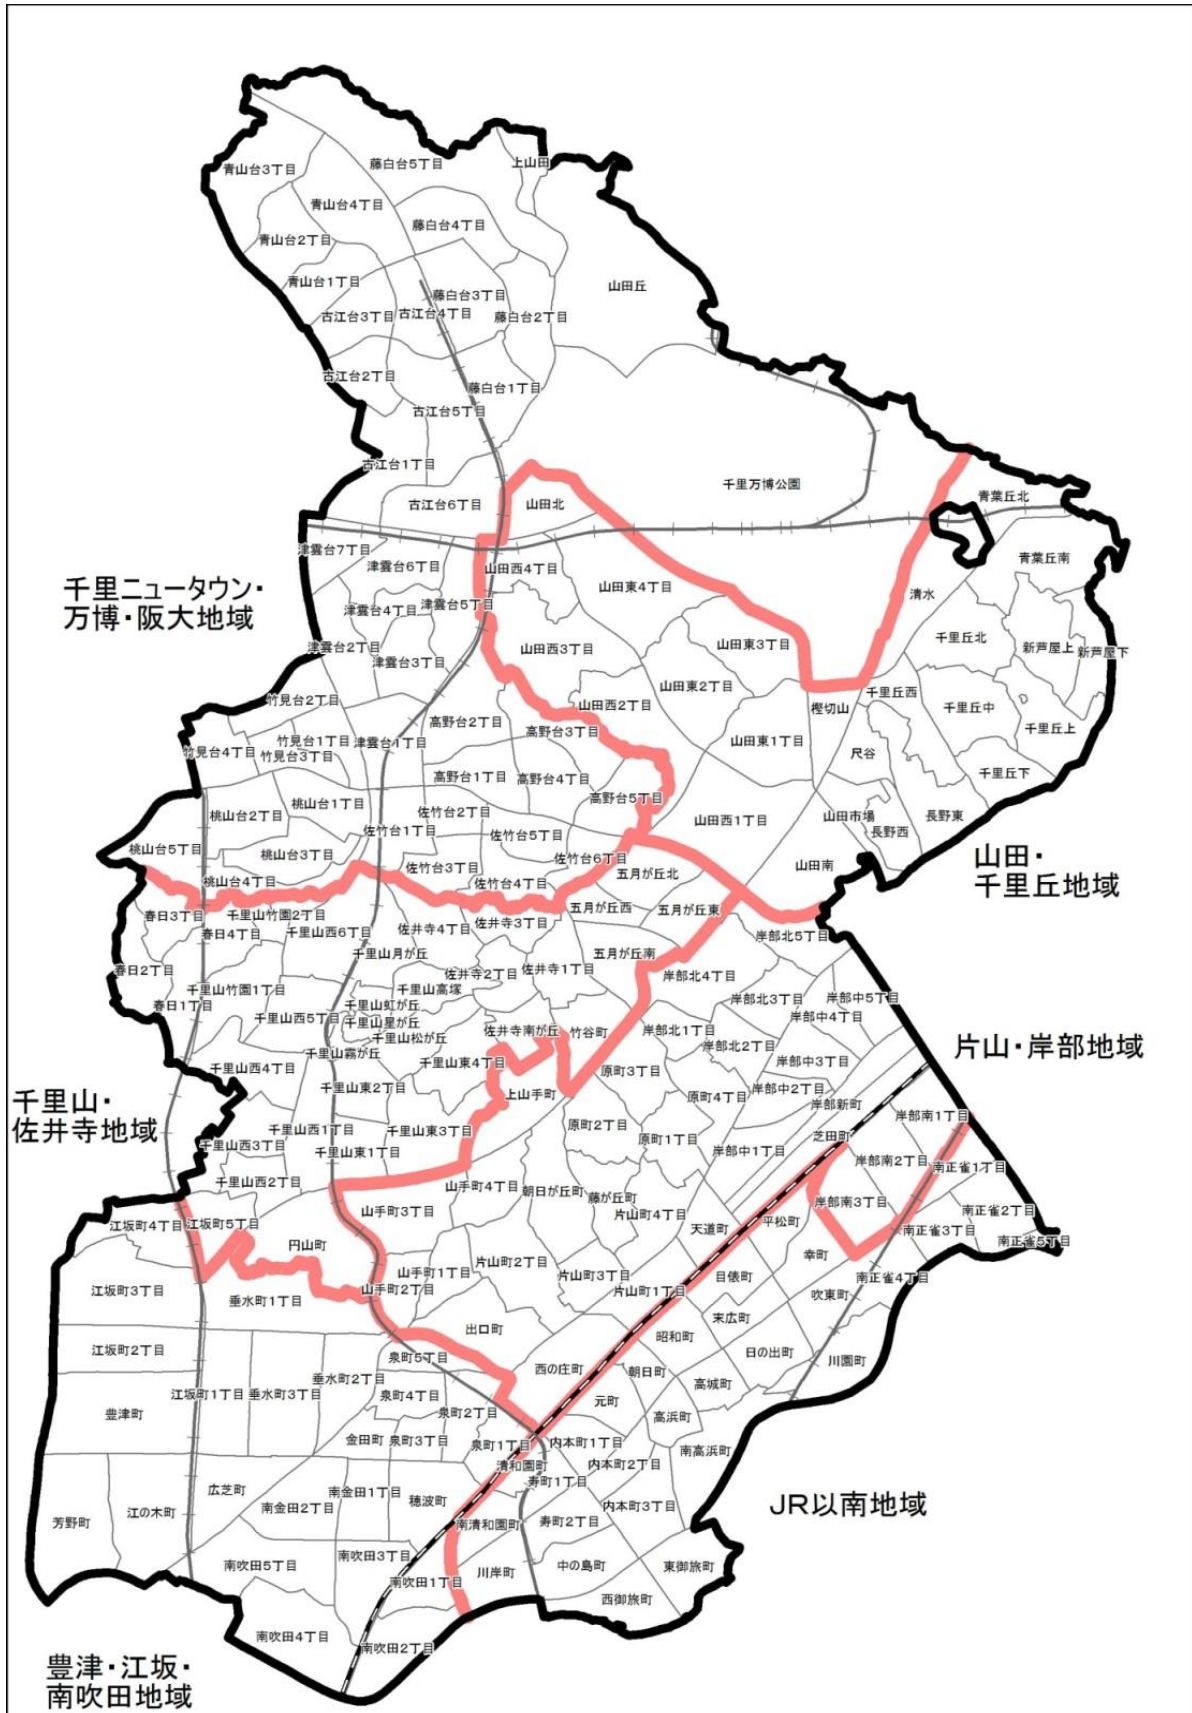 青山台3丁目
藤白台5丁目
上山田
青山台4丁目
藤白台4丁目
青山台2丁目
青山台1丁目
山田丘
藤白台3丁目
古江台3丁目
古江台4丁目
藤白台2丁目
古江台2丁目
藤白台1丁目
古江台5丁目
古江台1丁目
古江台6丁目
山田北
千里万博公園
青葉丘北
津雲台7丁目
津雲台6丁目
山田西4丁目
山田東4丁目
青葉丘南
千里ニュータウン・
万博・阪大地域
津雲台4丁目
津雲台5丁目
清水
津雲台2丁目
津雲台3丁目
山田西3丁目
山田東3丁目
千里丘北
新芦屋上
新芦屋下
山田東2丁目
竹見台2丁目
山田西2丁目
樫切山
千里丘西
千里丘中
高野台2丁目
高野台3丁目
千里丘上
竹見台4丁目
竹見台1丁目
竹見台3丁目
津雲台1丁目
山田東1丁目
尺谷
千里丘下
高野台1丁目
高野台4丁目
高野台5丁目
桃山台2丁目
桃山台1丁目
佐竹台2丁目
山田西1丁目
山田市場
長野東
長野西
佐竹台1丁目
佐竹台5丁目
桃山台5丁目
桃山台3丁目
佐竹台3丁目
佐竹台6丁目
山田南
山田・
千里丘地域
桃山台4丁目
佐竹台4丁目
五月が丘北
五月が丘西
五月が丘東
春日3丁目
千里山竹園2丁目
春日4丁目
千里山西6丁目
佐井寺4丁目
佐井寺3丁目
岸部北5丁目
千里山月が丘
五月が丘南
春日2丁目
佐井寺2丁目
佐井寺1丁目
岸部北4丁目
千里山竹園1丁目
千里山高塚
岸部北3丁目
岸部中5丁目
春日1丁目
千里山虹が丘
千里山西5丁目
千里山星が丘
岸部中4丁目
千里山松が丘
佐井寺南が丘
竹谷町
岸部北1丁目
岸部北2丁目
片山・岸部地域
千里山霧が丘
千里山西4丁目
千里山東4丁目
岸部中3丁目
原町3丁目
岸部中2丁目
千里山東2丁目
上山手町
原町4丁目
岸部新町
千里山・
佐井寺地域
千里山西1丁目
千里山東3丁目
原町2丁目
岸部南1丁目
千里山西3丁目
原町1丁目
芝田町
千里山東1丁目
岸部中1丁目
岸部南2丁目
南正雀1丁目
千里山西2丁目
山手町4丁目
朝日が丘町
藤が丘町
岸部南3丁目
南正雀2丁目
江坂町4丁目
江坂町5丁目
山手町3丁目
片山町4丁目
天道町
平松町
南正雀3丁目
南正雀5丁目
円山町
片山町2丁目
幸町
山手町1丁目
片山町3丁目
目俵町
南正雀4丁目
江坂町3丁目
垂水町1丁目
山手町2丁目
片山町1丁目
吹東町
末広町
出口町
昭和町
江坂町2丁目
泉町5丁目
西の庄町
朝日町
日の出町
川園町
垂水町2丁目
江坂町1丁目
垂水町3丁目
泉町4丁目
元町
高城町
豊津町
泉町2丁目
高浜町
金田町
泉町3丁目
泉町1丁目
内本町1丁目
南高浜町
清和園町
内本町2丁目
広芝町
南金田1丁目
寿町1丁目
穂波町
南金田2丁目
内本町3丁目
JR以南地域
芳野町
江の木町
南清和園町
寿町2丁目
南吹田3丁目
南吹田5丁目
川岸町
中の島町
東御旅町
南吹田1丁目
西御旅町
南吹田4丁目
南吹田2丁目
豊津・江坂・
南吹田地域